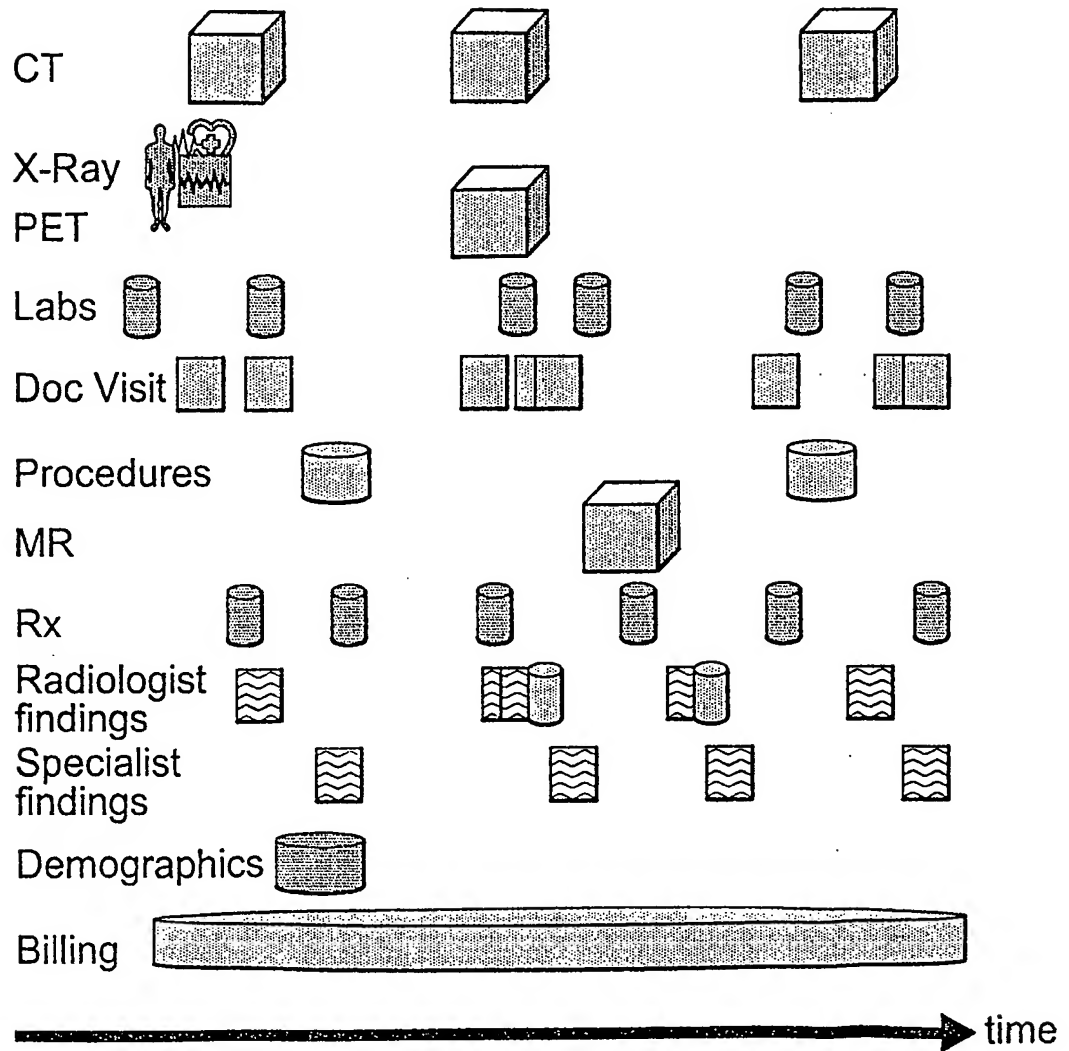 CT
X-Ray
PET
Labs
Doc Visit
Procedures
MR
Rx
Radiologist
findings
Specialist
findings
Demographics
Billing
time